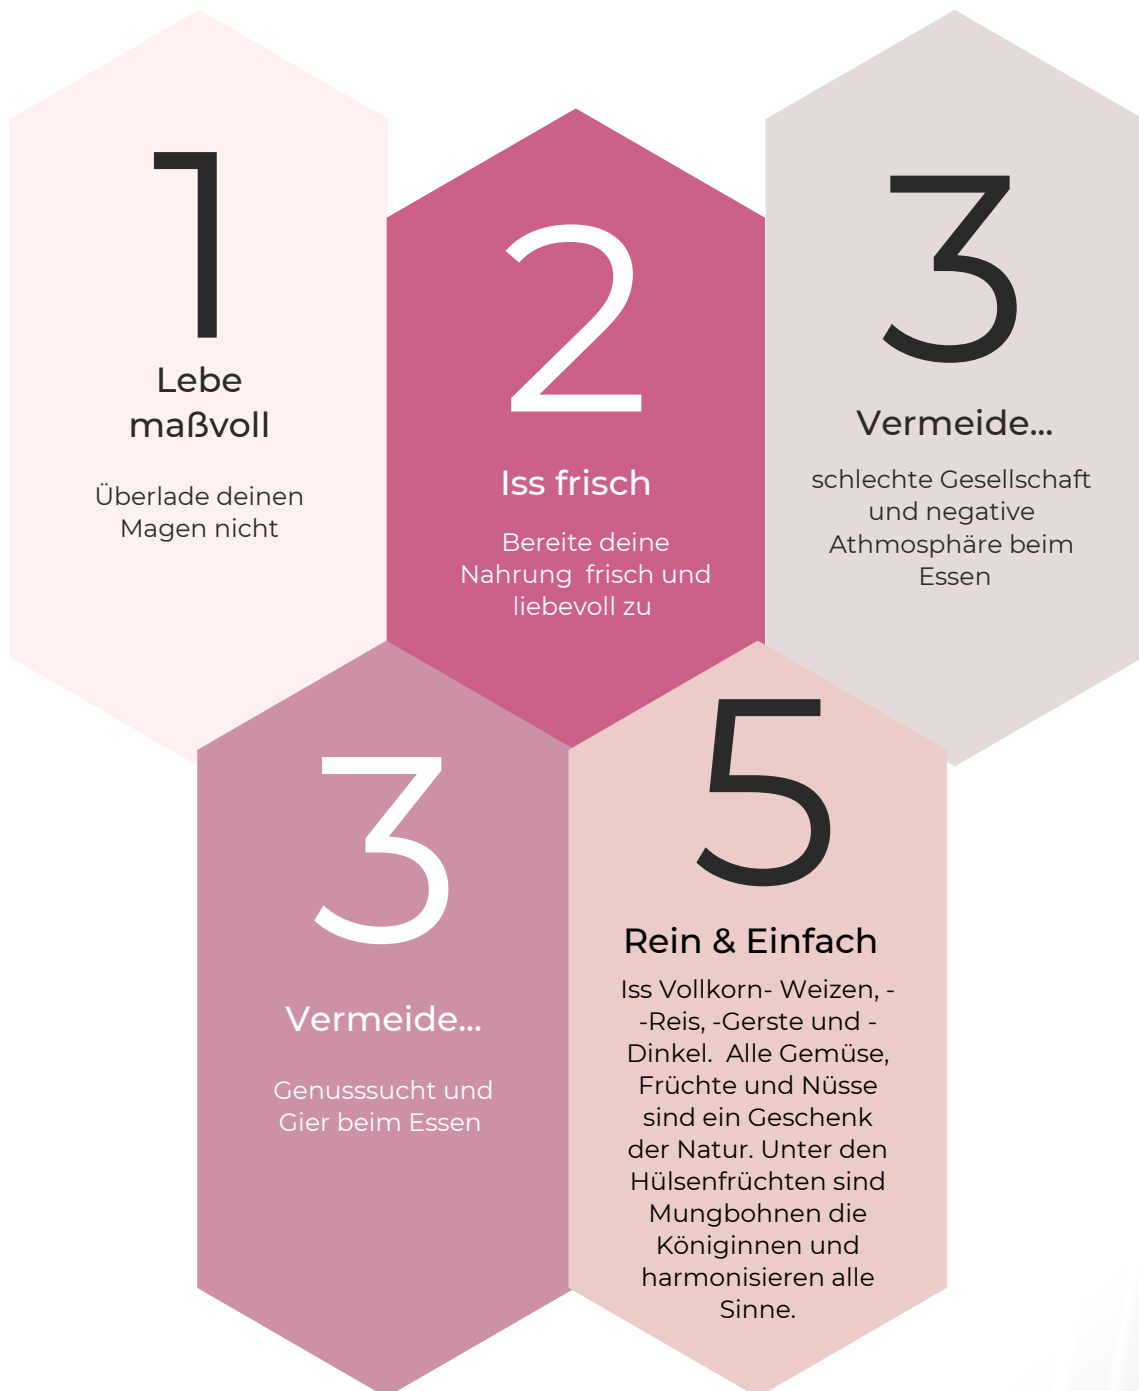 1
Lebe
maßvoll
Überlade deinen
Magen nicht
2
Iss frisch
Bereite deine
Nahrung  frisch und
liebevoll zu
3
Vermeide...
schlechte Gesellschaft
und negative
Athmosphäre beim
Essen
3
Vermeide...
Genusssucht und
Gier beim Essen
5
Rein & Einfach
Iss Vollkorn- Weizen, -
-Reis, -Gerste und -
Dinkel.  Alle Gemüse,
Früchte und Nüsse
sind ein Geschenk
der Natur. Unter den
Hülsenfrüchten sind
Mungbohnen die
Königinnen und
harmonisieren alle
Sinne.